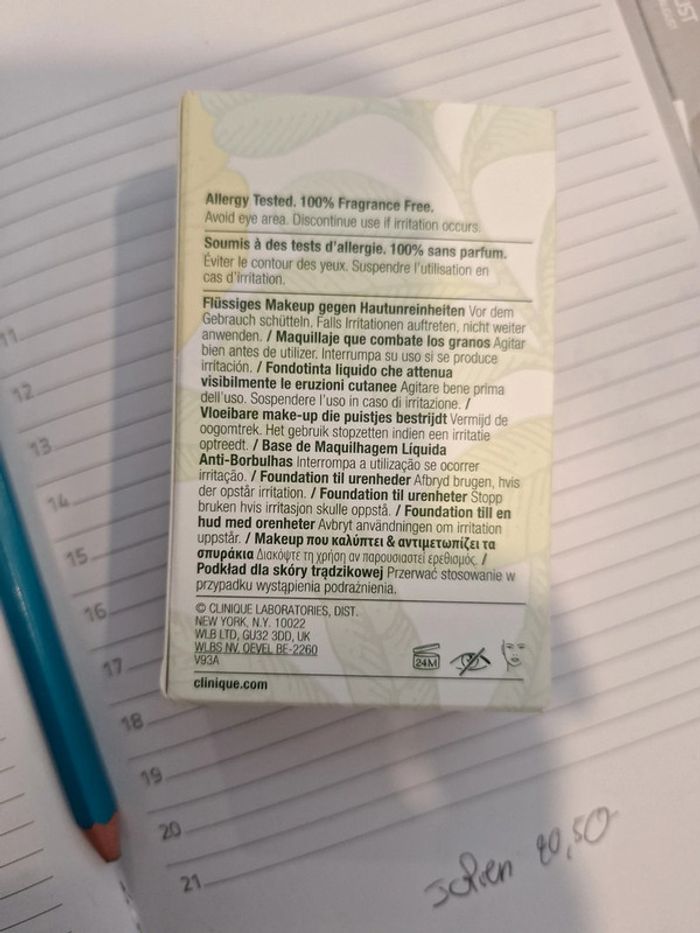 Allergy Tested. 100% Fragrance Free.
Avoid eye area. Discontinue use if irritation occurs.
Soumis à des tests d'allergie. 100% sans parfum.
Éviter le contour des yeux. Suspendre l'utilisation en
cas d'irritation.
Flüssiges Makeup gegen Hautunreinheiten Vor dem
Gebrauch schütteln. Falls Irritationen auftreten, nicht weiter
anwenden. / Maquillaje que combate los granos Agitar
bien antes de utilizar. Interrumpa su uso si se produce
irritación. / Fondotinta liquido che attenua
visibilmente le eruzioni cutanee Agitare bene prima
dell'uso. Sospendere l'uso in caso di irritazione. /
Vloeibare make-up die puistjes bestrijdt Vermijd de
oogomtrek. Het gebruik stopzetten indien een irritatie
optreedt. / Base de Maquilhagem Líquida
Anti-Borbulhas Interrompa a utilização se ocorrer
irritação. / Foundation til urenheder Afbryd brugen, hvis
der opstår irritation. / Foundation til urenheter Stopp
bruken hvis irritasjon skulle oppstå. / Foundation till en
hud med orenheter Avbryt användningen om irritation
uppstår. / Makeup που καλύπτει & αντιμετωπίζει τα
σπυράκια Διακόψτε τη χρήση αν παρουσιαστεί ερεθισμός. /
Podkład dla skóry trądzikowej Przerwać stosowanie w
przypadku wystąpienia podrażnienia.
© CLINIQUE LABORATORIES, DIST.
NEW YORK, N.Y. 10022
WLB LTD, GU32 3DD, UK
WLBS NV. OEVEL BE-2260
V93A
24M
clinique.com
11
12
13
14
15
16
17
18
19
20
21